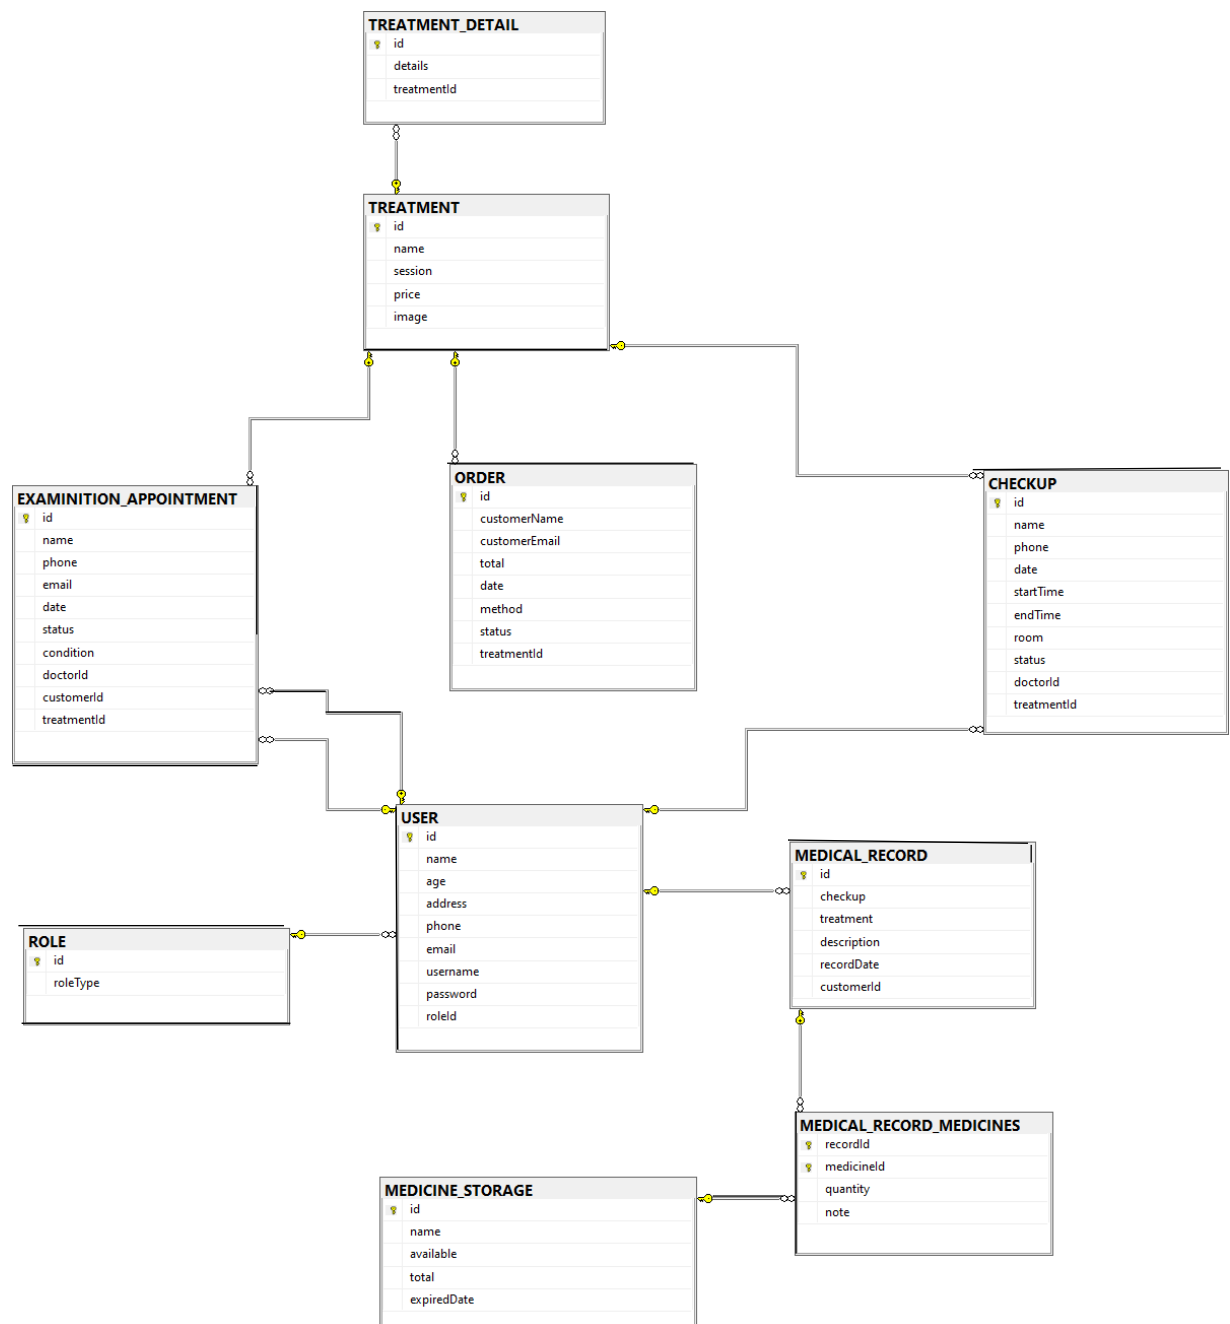 TREATMENT_DETAIL
id
details
treatmentId
TREATMENT
id
name
session
price
image
EXAMINITION_APPOINTMENT
id
name
phone
email
date
status
condition
doctorId
customerId
treatmentId
ORDER
id
customerName
customerEmail
total
date
method
status
treatmentId
CHECKUP
id
name
phone
date
startTime
endTime
room
status
doctorId
treatmentId
USER
id
name
age
address
phone
email
username
password
roleId
ROLE
id
roleType
MEDICAL_RECORD
id
checkup
treatment
description
recordDate
customerId
MEDICAL_RECORD_MEDICINES
recordId
medicineId
quantity
note
MEDICINE_STORAGE
id
name
available
total
expiredDate